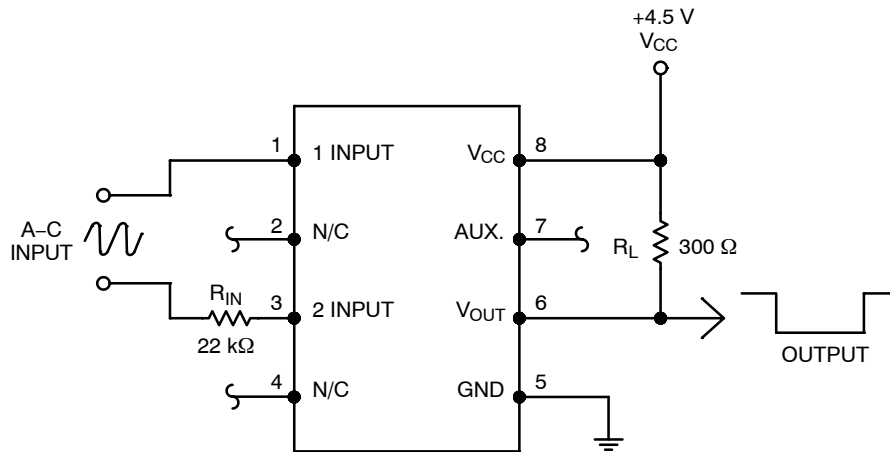 +4.5 V
VCC
1
1 INPUT
VCC
8
A–C
INPUT
2
N/C
AUX.
7
RL
300 Ω
RIN
22 kΩ
3
2 INPUT
VOUT
6
OUTPUT
4
N/C
GND
5